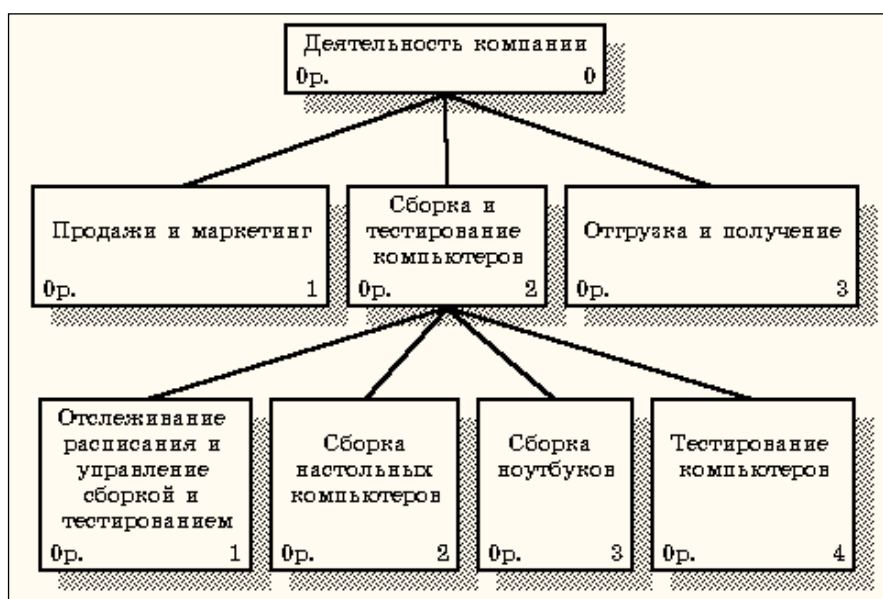 Деятельность компании
0р. 0
Продажи и маркетинг
0р. 1
Сборка и
тестирование
компьютеров
0р. 2
Отгрузка и получение
0р. 3
Отслеживание
расписания и
управление
сборкой и
тестированием
0р. 1
Сборка
настольных
компьютеров
0р. 2
Сборка
ноутбуков
0р. 3
Тестирование
компьютеров
0р. 4